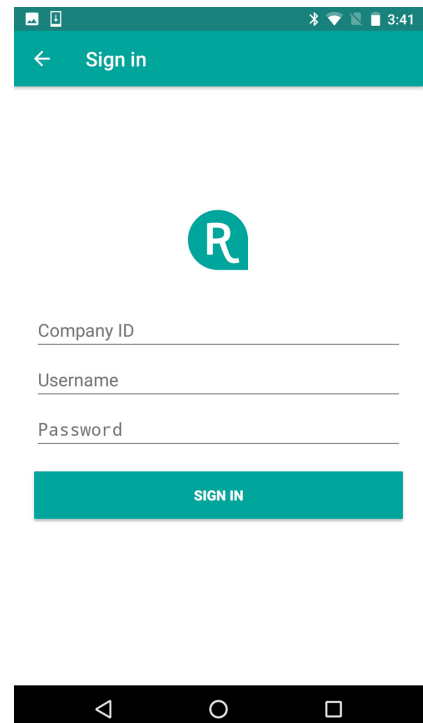 3:41
Sign in
R
Company ID
Username
Password
SIGN IN